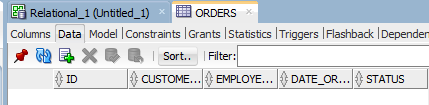 Relational_1 (Untitled_1) ORDERS
Columns Data Model Constraints Grants Statistics Triggers Flashback Dependen
Sort.. Filter:
ID CUSTOME... EMPLOYE... DATE_OR... STATUS